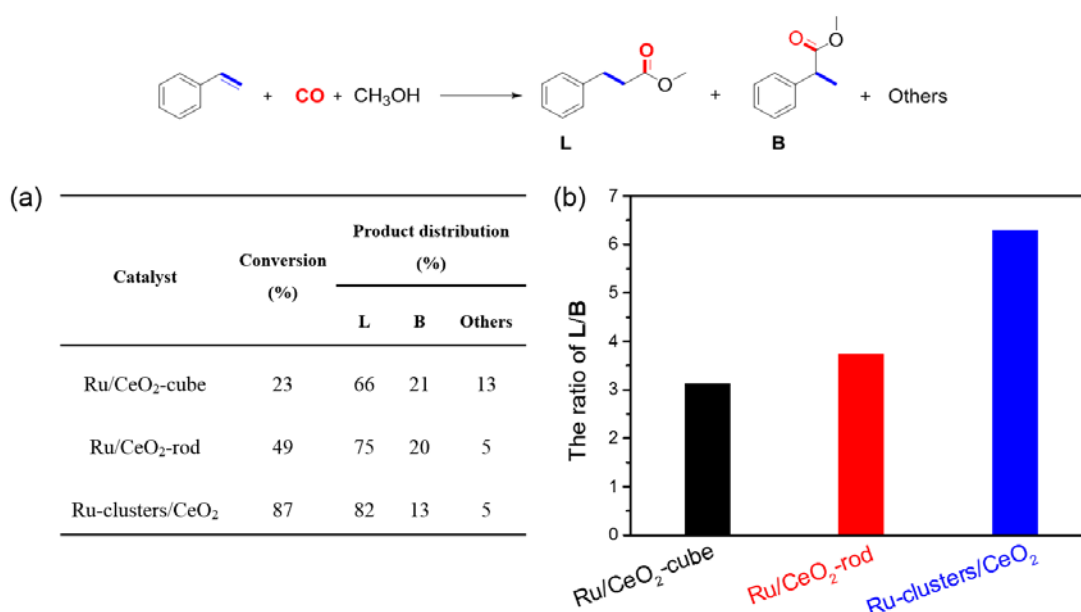 O
O
O
O
+ CO + CH₃OH + + Others
L B
(a)
Catalyst Conversion (%) Product distribution (%)
L B Others
Ru/CeO₂-cube 23 66 21 13
Ru/CeO₂-rod 49 75 20 5
Ru-clusters/CeO₂ 87 82 13 5
(b)
The ratio of L/B
7
6
5
4
3
2
1
0
Ru/CeO₂-cube
Ru/CeO₂-rod
Ru-clusters/CeO₂